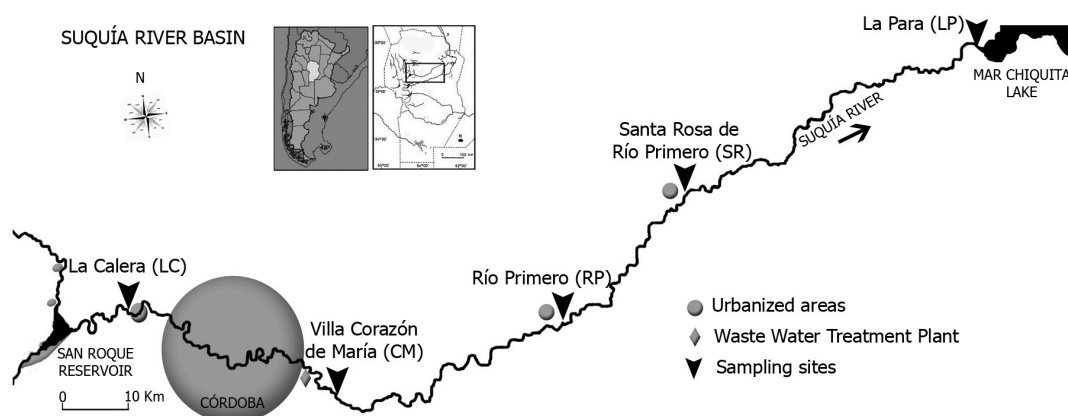 SUQUÍA RIVER BASIN
N
La Para (LP)
MAR CHIQUITA
LAKE
SUQUÍA RIVER
Santa Rosa de
Río Primero (SR)
La Calera (LC)
Río Primero (RP)
Villa Corazón
de María (CM)
SAN ROQUE
RESERVOIR
0 10 Km
CÓRDOBA
Urbanized areas
Waste Water Treatment Plant
Sampling sites